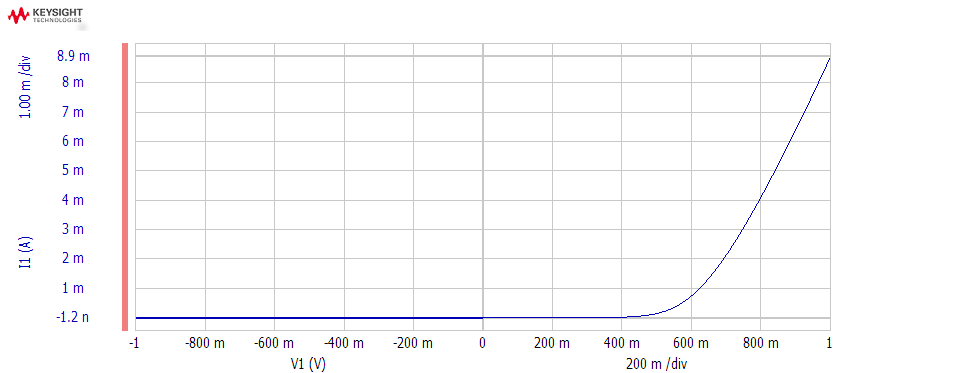 KEYSIGHT
TECHNOLOGIES
1.00 m /div
I1 (A)
8.9 m
8 m
7 m
6 m
5 m
4 m
3 m
2 m
1 m
-1.2 n
-1 -800 m -600 m -400 m -200 m 0 200 m 400 m 600 m 800 m 1
V1 (V) 200 m /div